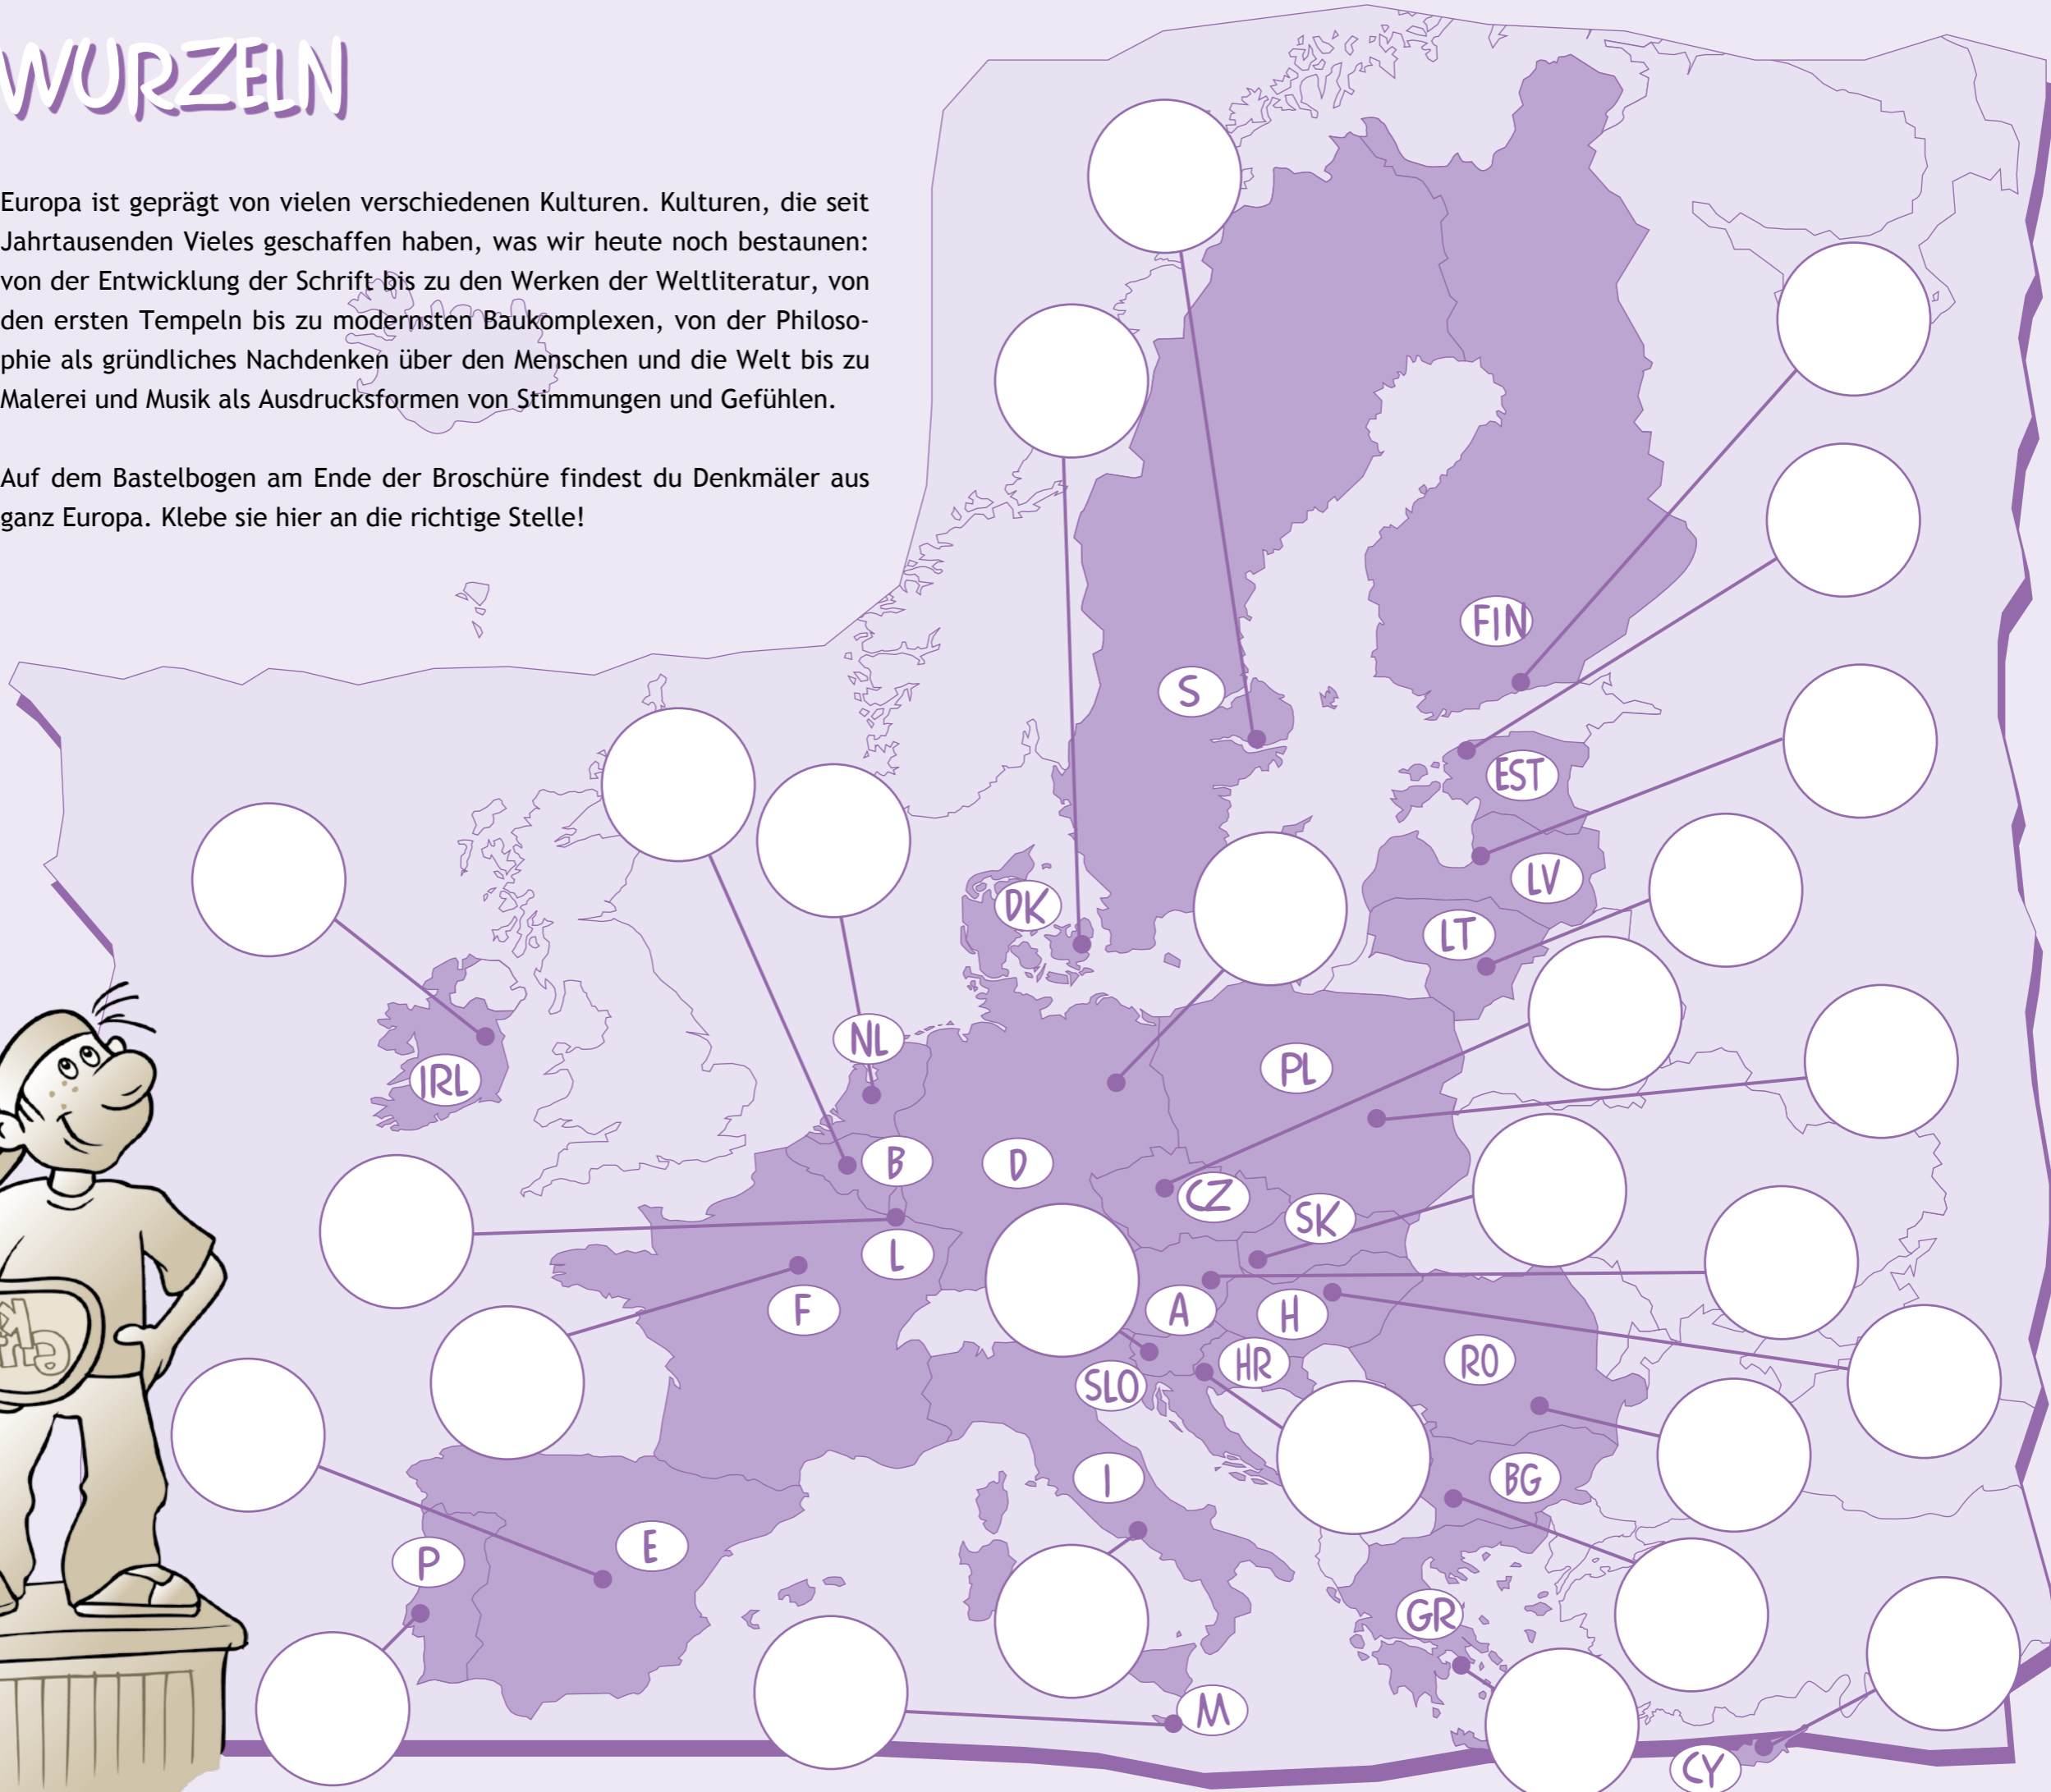 WURZELN
Europa ist geprägt von vielen verschiedenen Kulturen. Kulturen, die seit
Jahrtausenden Vieles geschaffen haben, was wir heute noch bestaunen:
von der Entwicklung der Schrift bis zu den Werken der Weltliteratur, von
den ersten Tempeln bis zu modernsten Baukomplexen, von der Philoso-
phie als gründliches Nachdenken über den Menschen und die Welt bis zu
Malerei und Musik als Ausdrucksformen von Stimmungen und Gefühlen.
Auf dem Bastelbogen am Ende der Broschüre findest du Denkmäler aus
ganz Europa. Klebe sie hier an die richtige Stelle!
FIN
S
EST
LV
DK
LT
NL
PL
IRL
B
D
CZ
SK
L
F
A
H
HR
RO
SLO
I
BG
E
P
GR
M
CY